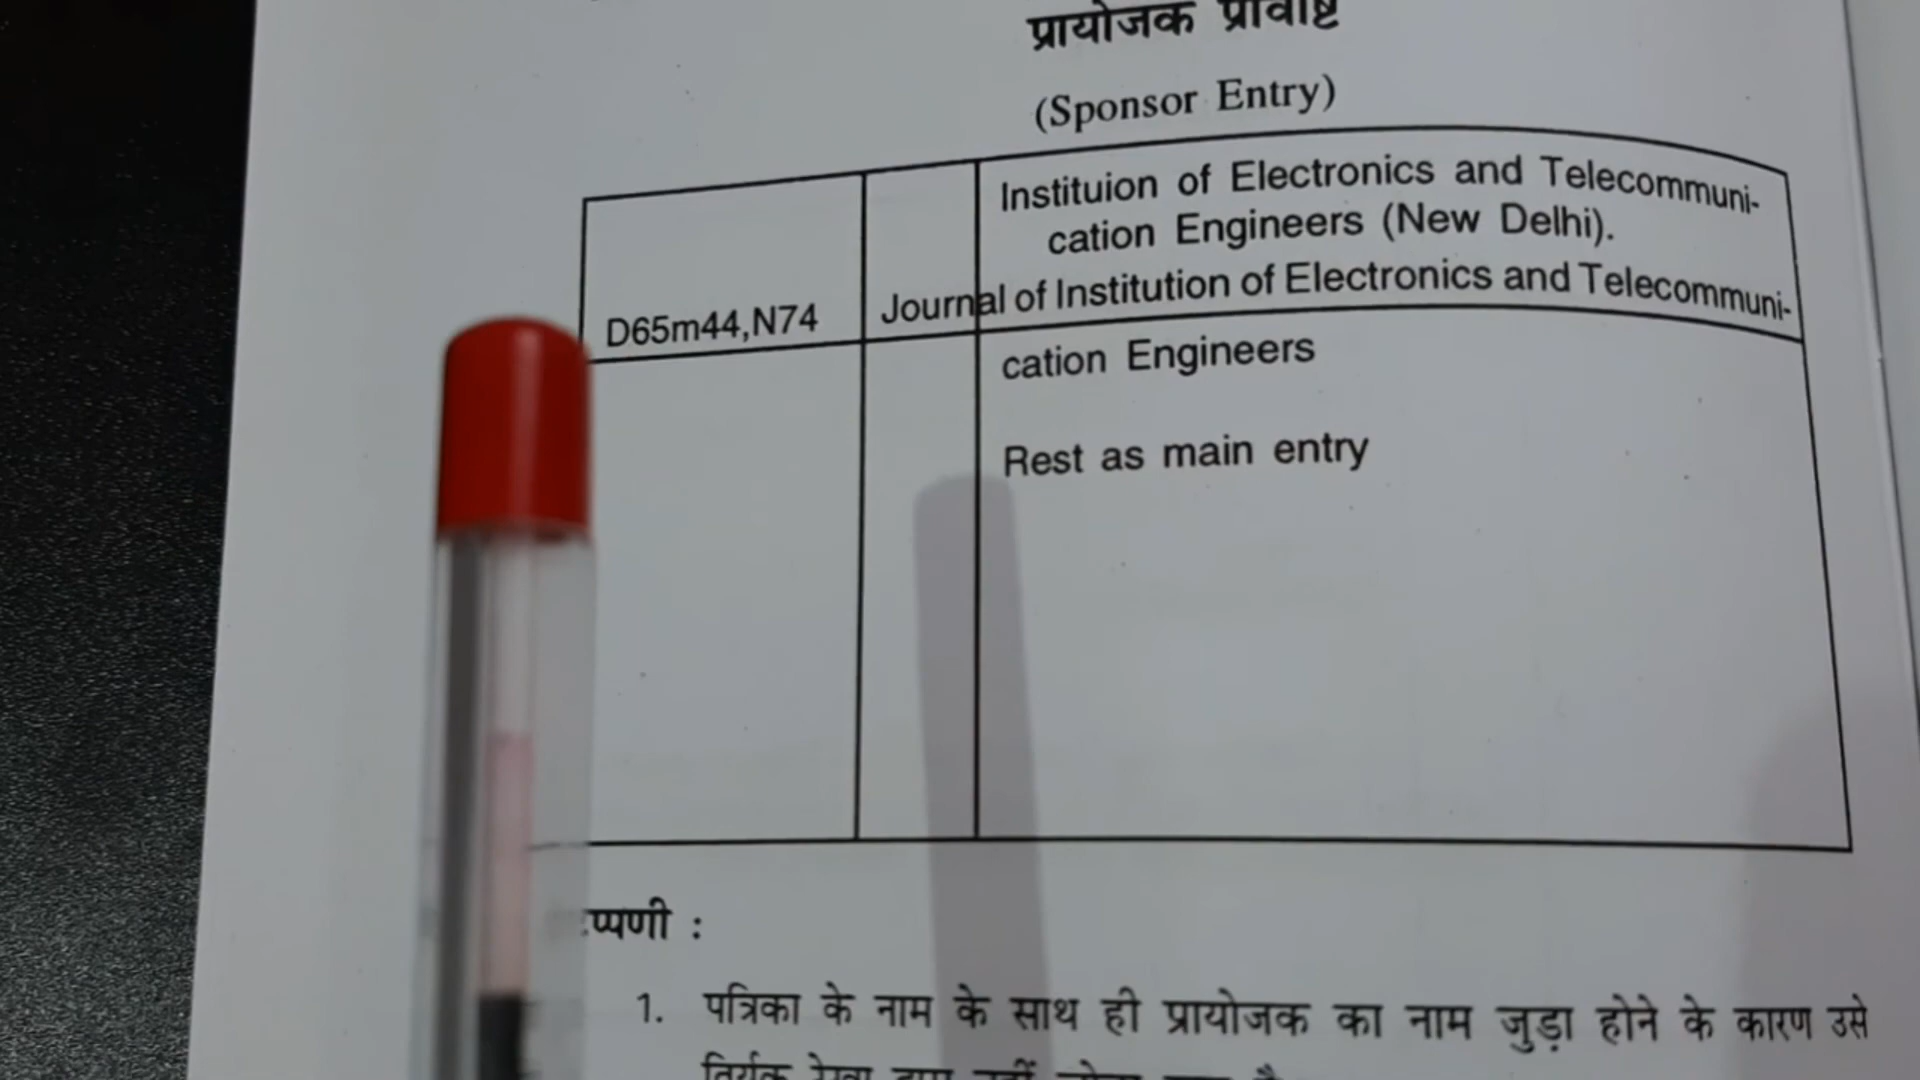 प्रायोजक प्रविष्टि
(Sponsor Entry)
Instituion of Electronics and Telecommuni-
cation Engineers (New Delhi).
D65m44,N74 Journal of Institution of Electronics and Telecommuni-
cation Engineers
Rest as main entry
:
1. पत्रिका के नाम के साथ ही प्रायोजक का नाम जुड़ा होने के कारण उसे